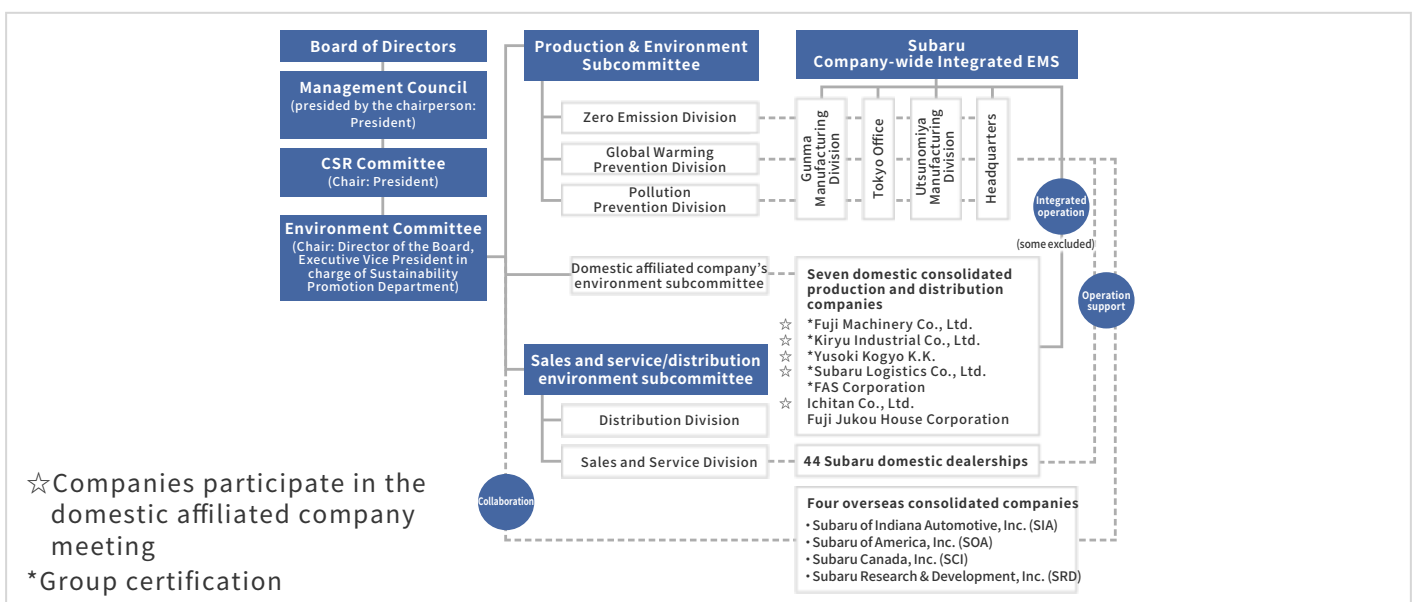 Board of Directors
Management Council
(presided by the chairperson:
President)
CSR Committee
(Chair: President)
Environment Committee
(Chair: Director of the Board,
Executive Vice President in
charge of Sustainability
Promotion Department)
Production & Environment
Subcommittee
Zero Emission Division
Global Warming
Prevention Division
Pollution
Prevention Division
Domestic affiliated company’s
environment subcommittee
Sales and service/distribution
environment subcommittee
Distribution Division
Sales and Service Division
Collaboration
Subaru
Company-wide Integrated EMS
Gunma
Manufacturing
Division
Tokyo Office
Utsunomiya
Manufacturing
Division
Headquarters
Integrated
operation
(some excluded)
Operation
support
Seven domestic consolidated
production and distribution
companies
☆ *Fuji Machinery Co., Ltd.
☆ *Kiryu Industrial Co., Ltd.
☆ *Yusoki Kogyo K.K.
☆ *Subaru Logistics Co., Ltd.
*FAS Corporation
☆ Ichitan Co., Ltd.
Fuji Jukou House Corporation
44 Subaru domestic dealerships
Four overseas consolidated companies
・Subaru of Indiana Automotive, Inc. (SIA)
・Subaru of America, Inc. (SOA)
・Subaru Canada, Inc. (SCI)
・Subaru Research & Development, Inc. (SRD)
☆Companies participate in the
domestic affiliated company
meeting
*Group certification